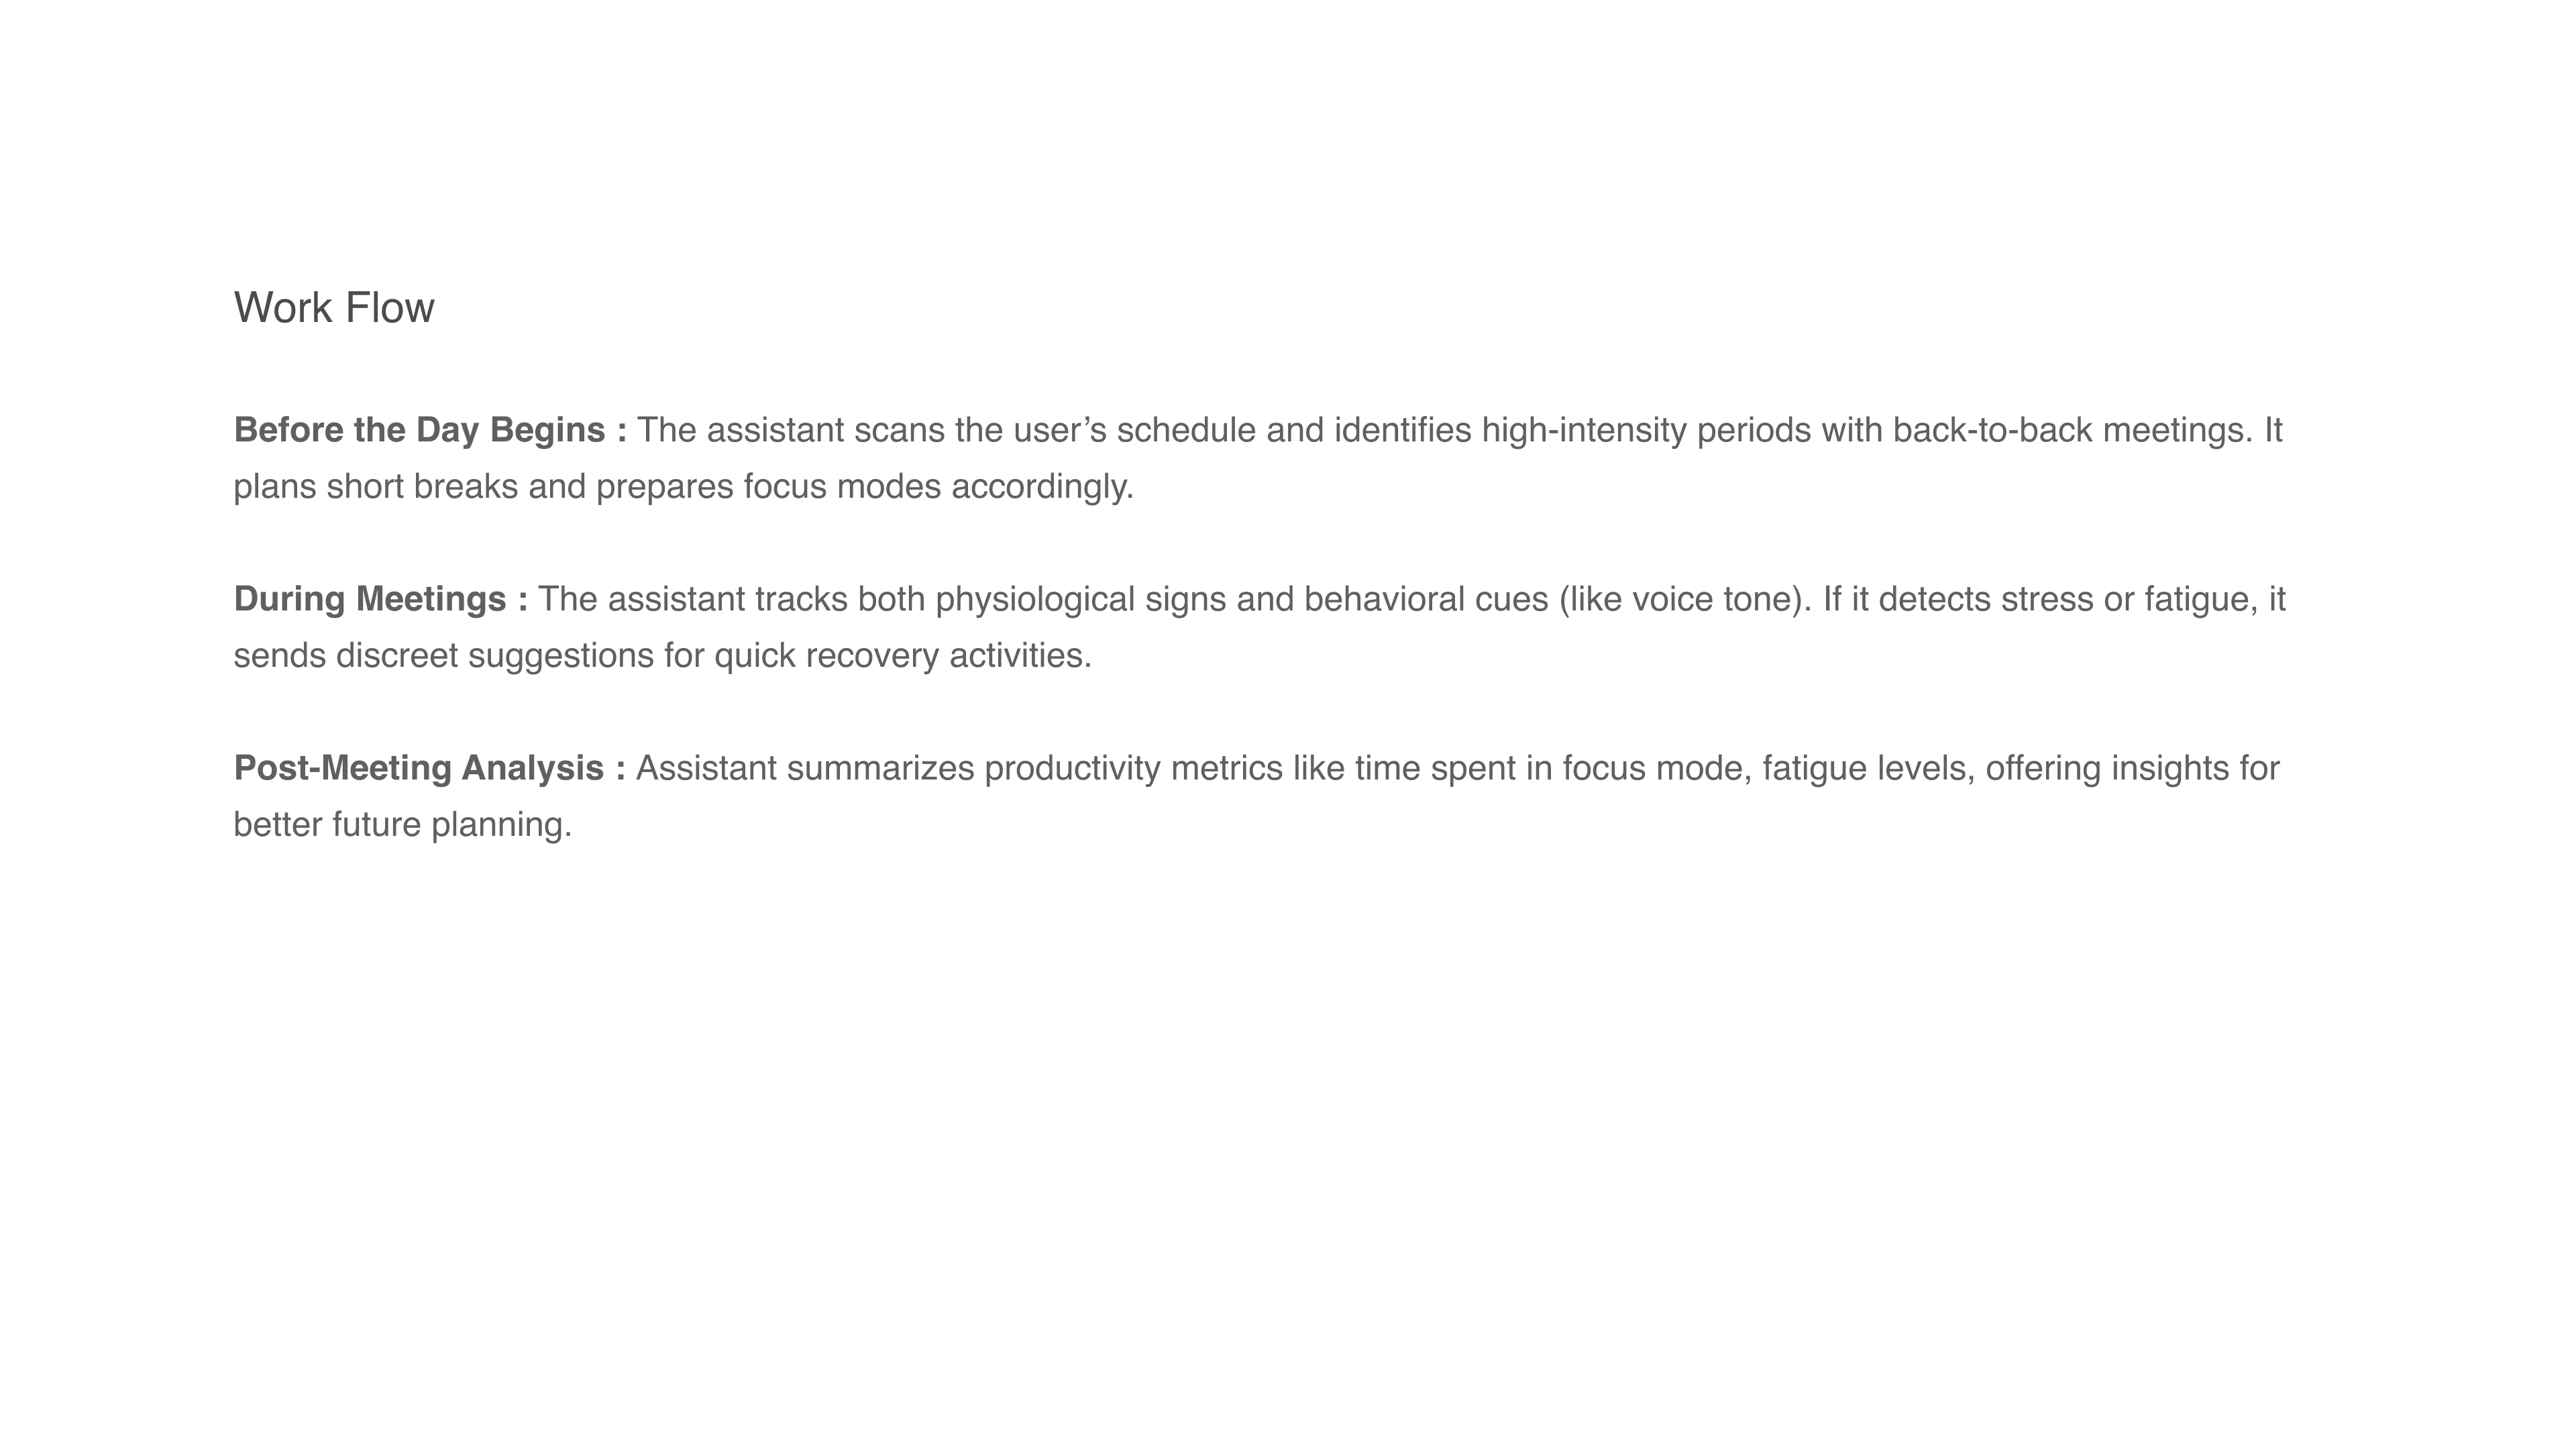 Work Flow
Before the Day Begins : The assistant scans the user’s schedule and identifies high-intensity periods with back-to-back meetings. It
plans short breaks and prepares focus modes accordingly.
During Meetings : The assistant tracks both physiological signs and behavioral cues (like voice tone). If it detects stress or fatigue, it
sends discreet suggestions for quick recovery activities.
Post-Meeting Analysis : Assistant summarizes productivity metrics like time spent in focus mode, fatigue levels, offering insights for
better future planning.